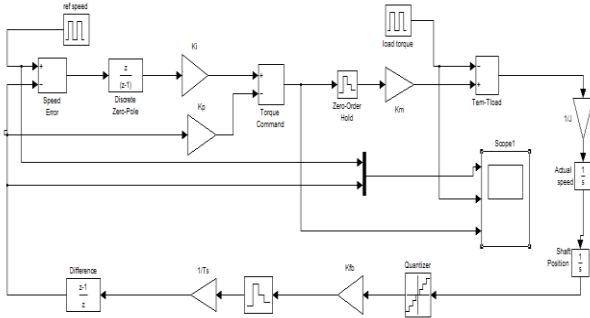 ref speed
load torque
+
-
Speed
Error
z
(z-1)
Discrete
Zero-Pole
Ki
Kp
+
-
Torque
Command
Zero-Order
Hold
Km
-
+
Tem-Tload
1/J
Actual
speed
1
s
Scope1
Shaft
Position
1
s
Difference
z-1
z
1/Ts
Kfb
Quantizer